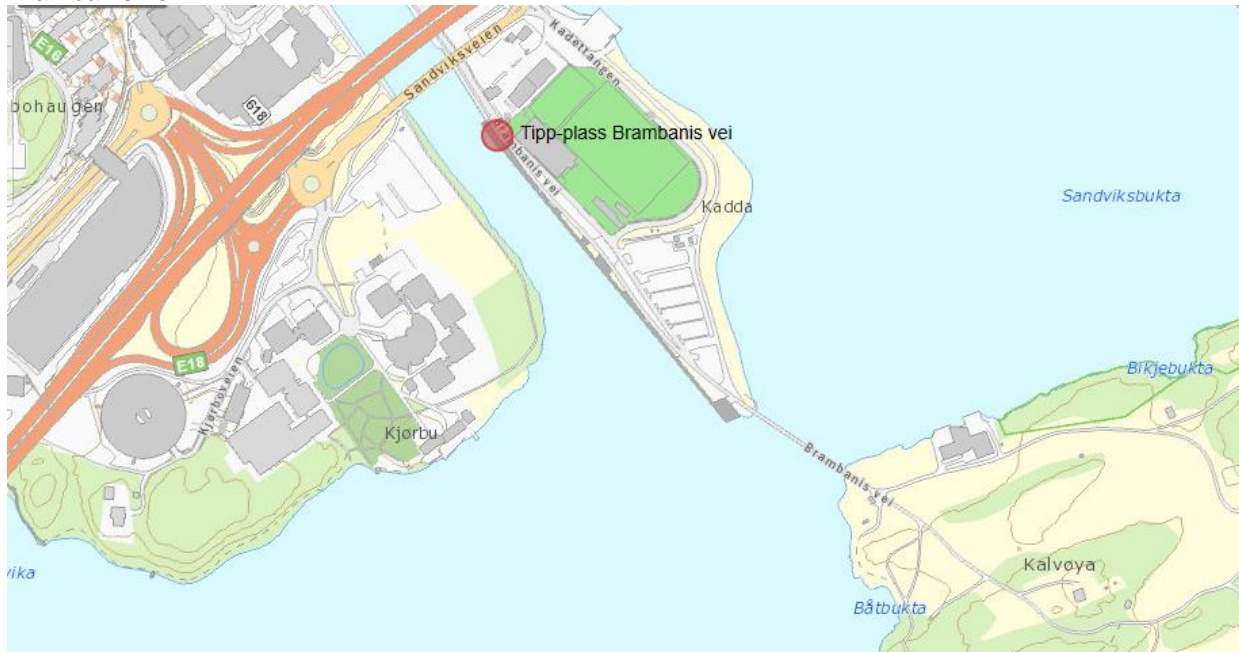 E16
bohaugen
618
Sandviksveien
Kadettangen
Tipp-plass Brambanis vei
Brambanis vei
Kadda
Sandviksbukta
E18
Kjørboveien
Kjørbu
Bikjebukta
Brambanis vei
Kalvøya
vika
Båtbukta